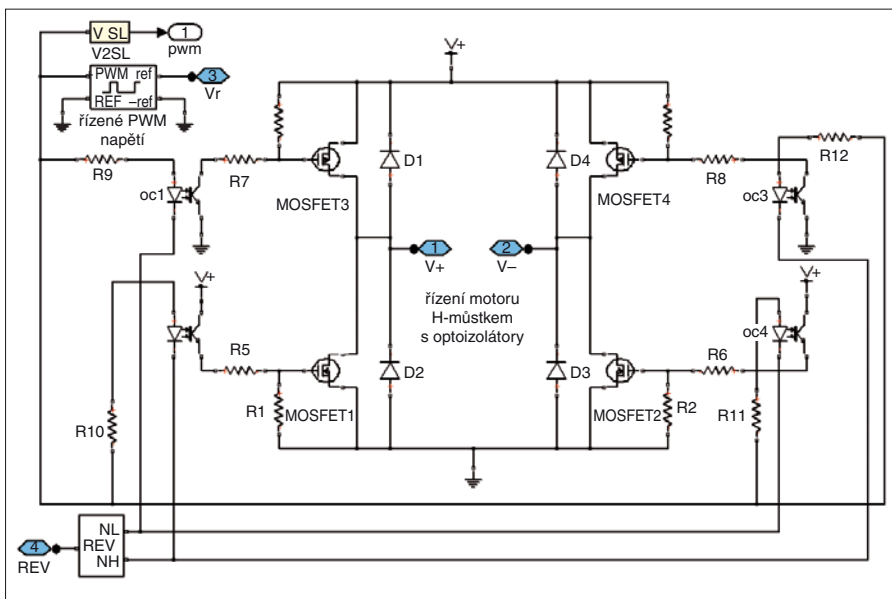 V SL
V2SL
1
pwm
PWM ref
REF –ref
3
Vr
řízené PWM
napětí
V+
R9
oc1
R7
MOSFET3
D1
D4
MOSFET4
R8
oc3
R12
1
V+
2
V–
řízení motoru
H-můstkem
s optoizolátory
V+
R5
R1
MOSFET1
D2
D3
MOSFET2
R2
R6
oc4
V+
R11
R10
4
REV
NL
REV
NH